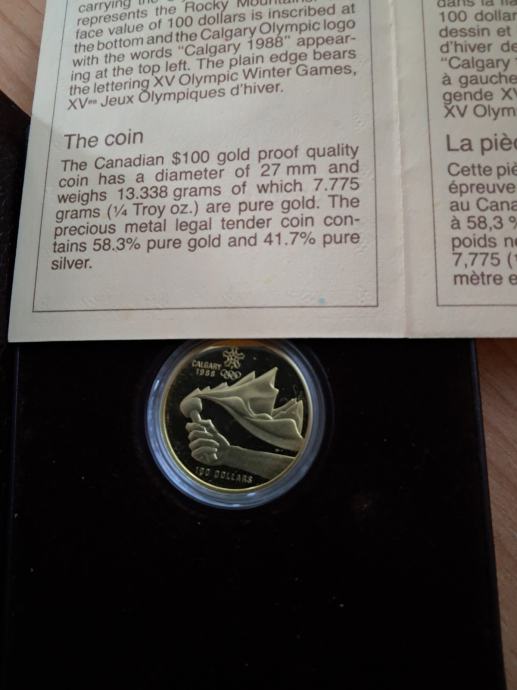 carrying the
represents the Rocky Mountains.
face value of 100 dollars is inscribed at
the bottom and the Calgary Olympic logo
with the words "Calgary 1988" appear-
ing at the top left. The plain edge bears
the lettering XV Olympic Winter Games,
XVes Jeux Olympiques d'hiver.
The coin
The Canadian $100 gold proof quality
coin has a diameter of 27 mm and
weighs 13.338 grams of which 7.775
grams (¼ Troy oz.) are pure gold. The
precious metal legal tender coin con-
tains 58.3% pure gold and 41.7% pure
silver.
dans la
100 dollar
dessin et
d'hiver de
"Calgary
à gauche
gende XV
XV Olym
La pièc
Cette piè
épreuve
au Cana
à 58,3 %
poids ne
7,775 (
mètre e
CALGARY
1988
100 DOLLARS